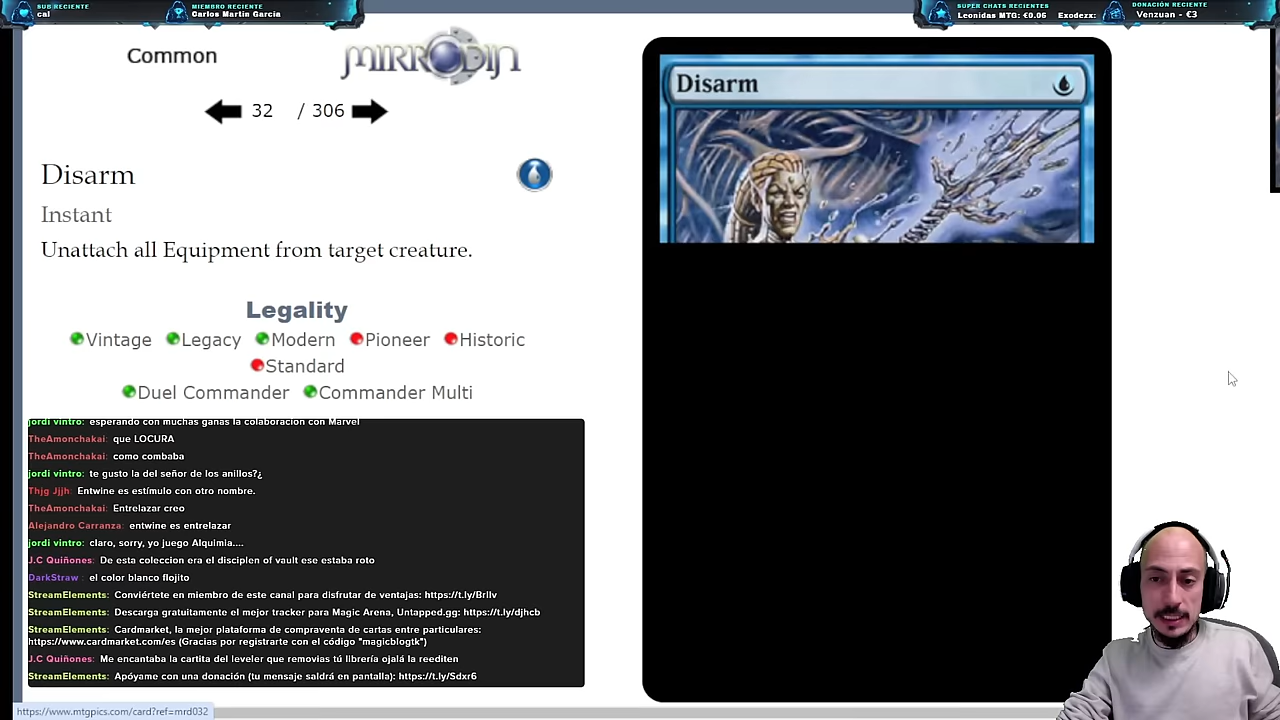 SUB RECIENTE
cal
MIEMBRO RECIENTE
Carlos Martin Garcia
SUPER CHATS RECIENTES
Leonidas MTG: €0.06 Exodezx:
DONACIÓN RECIENTE
Venzuan - €3
Common
MIRRODIN
32 / 306
Disarm
Instant
Unattach all Equipment from target creature.
Legality
Vintage Legacy Modern Pioneer Historic
Standard
Duel Commander Commander Multi
jordi vintro: esperando con muchas ganas la colaboracion con Marvel
TheAmonchakai: que LOCURA
TheAmonchakai: como combaba
jordi vintro: te gusto la del señor de los anillos?¿
Thjg Jjjh: Entwine es estímulo con otro nombre.
TheAmonchakai: Entrelazar creo
Alejandro Carranza: entwine es entrelazar
jordi vintro: claro, sorry, yo juego Alquimia....
J.C Quiñones: De esta coleccion era el disciplen of vault ese estaba roto
DarkStraw : el color blanco flojito
StreamElements: Conviértete en miembro de este canal para disfrutar de ventajas: https://t.ly/BrIlv
StreamElements: Descarga gratuitamente el mejor tracker para Magic Arena, Untapped.gg: https://t.ly/djhcb
StreamElements: Cardmarket, la mejor plataforma de compraventa de cartas entre particulares:
https://www.cardmarket.com/es (Gracias por registrarte con el código "magicblogtk")
J.C Quiñones: Me encantaba la cartita del leveler que removias tú librería ojalá la reediten
StreamElements: Apóyame con una donación (tu mensaje saldrá en pantalla): https://t.ly/Sdxr6
https://www.mtgpics.com/card?ref=mrd032
Disarm